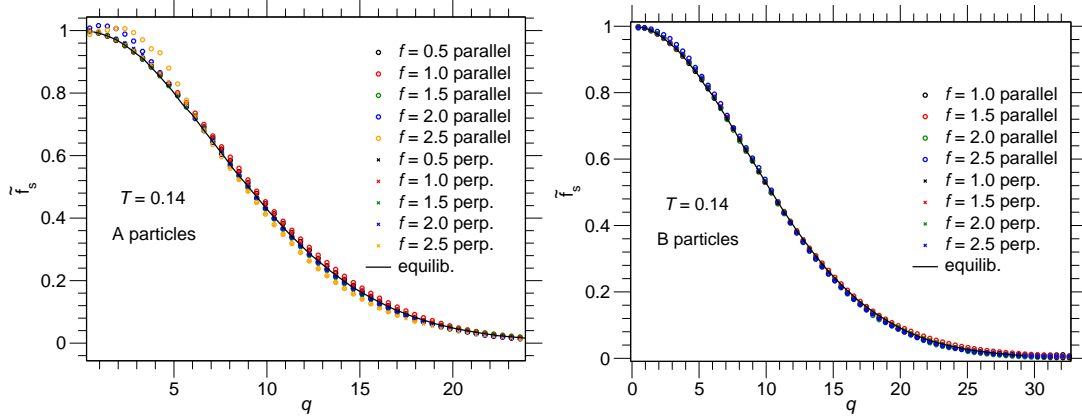 1
0.8
0.6
0.4
0.2
0
f̃s
5
10
15
20
q
T = 0.14
A particles
f = 0.5 parallel
f = 1.0 parallel
f = 1.5 parallel
f = 2.0 parallel
f = 2.5 parallel
f = 0.5 perp.
f = 1.0 perp.
f = 1.5 perp.
f = 2.0 perp.
f = 2.5 perp.
equilib.
1
0.8
0.6
0.4
0.2
0
f̃s
0
5
10
15
20
25
30
q
T = 0.14
B particles
f = 1.0 parallel
f = 1.5 parallel
f = 2.0 parallel
f = 2.5 parallel
f = 1.0 perp.
f = 1.5 perp.
f = 2.0 perp.
f = 2.5 perp.
equilib.